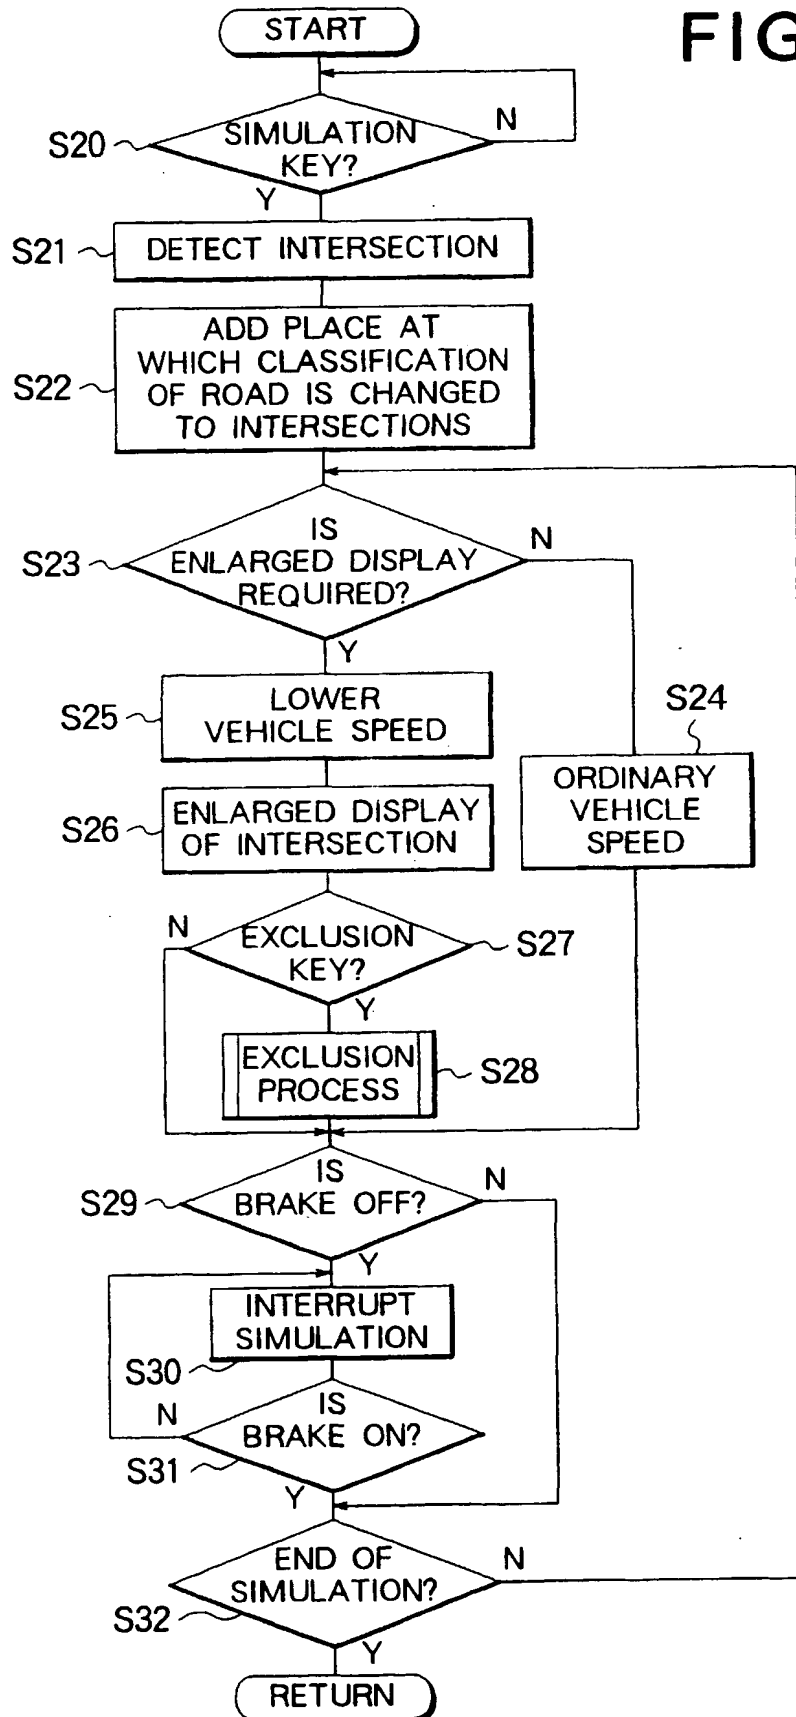 START
FIG
SIMULATION
KEY?
N
S20
Y
S21
DETECT INTERSECTION
ADD PLACE AT
WHICH CLASSIFICATION
OF ROAD IS CHANGED
TO INTERSECTIONS
S22
IS
ENLARGED DISPLAY
REQUIRED?
N
S23
Y
LOWER
VEHICLE SPEED
S25
S24
ORDINARY
VEHICLE
SPEED
ENLARGED DISPLAY
OF INTERSECTION
S26
N
EXCLUSION
KEY?
S27
Y
EXCLUSION
PROCESS
S28
IS
BRAKE OFF?
N
S29
Y
INTERRUPT
SIMULATION
S30
IS
BRAKE ON?
N
S31
Y
END OF
SIMULATION?
N
S32
Y
RETURN